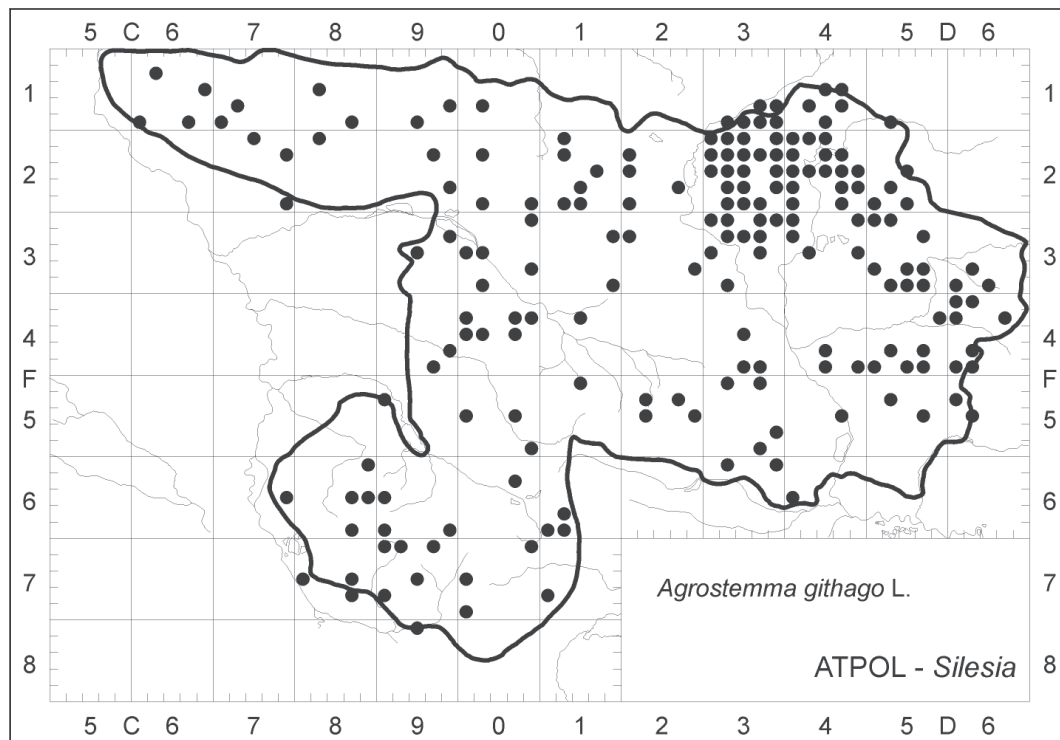 5 C 6 7 8 9 0 1 2 3 4 5 D 6
1 1
2 2
3 3
4 4
F F
5 5
6 6
7 Agrostemma githago L. 7
8 ATPOL - Silesia 8
5 C 6 7 8 9 0 1 2 3 4 5 D 6